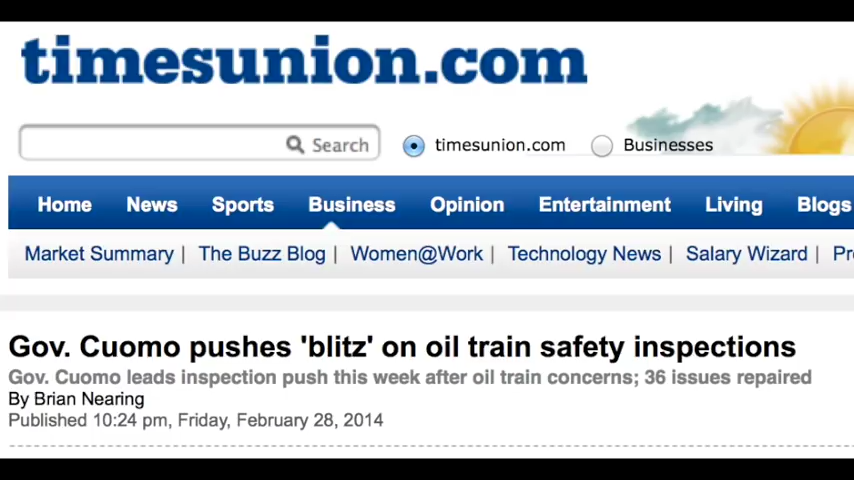 timesunion.com
Search timesunion.com Businesses
Home News Sports Business Opinion Entertainment Living Blogs
Market Summary | The Buzz Blog | Women@Work | Technology News | Salary Wizard |
Gov. Cuomo pushes 'blitz' on oil train safety inspections
Gov. Cuomo leads inspection push this week after oil train concerns; 36 issues repaired
By Brian Nearing
Published 10:24 pm, Friday, February 28, 2014